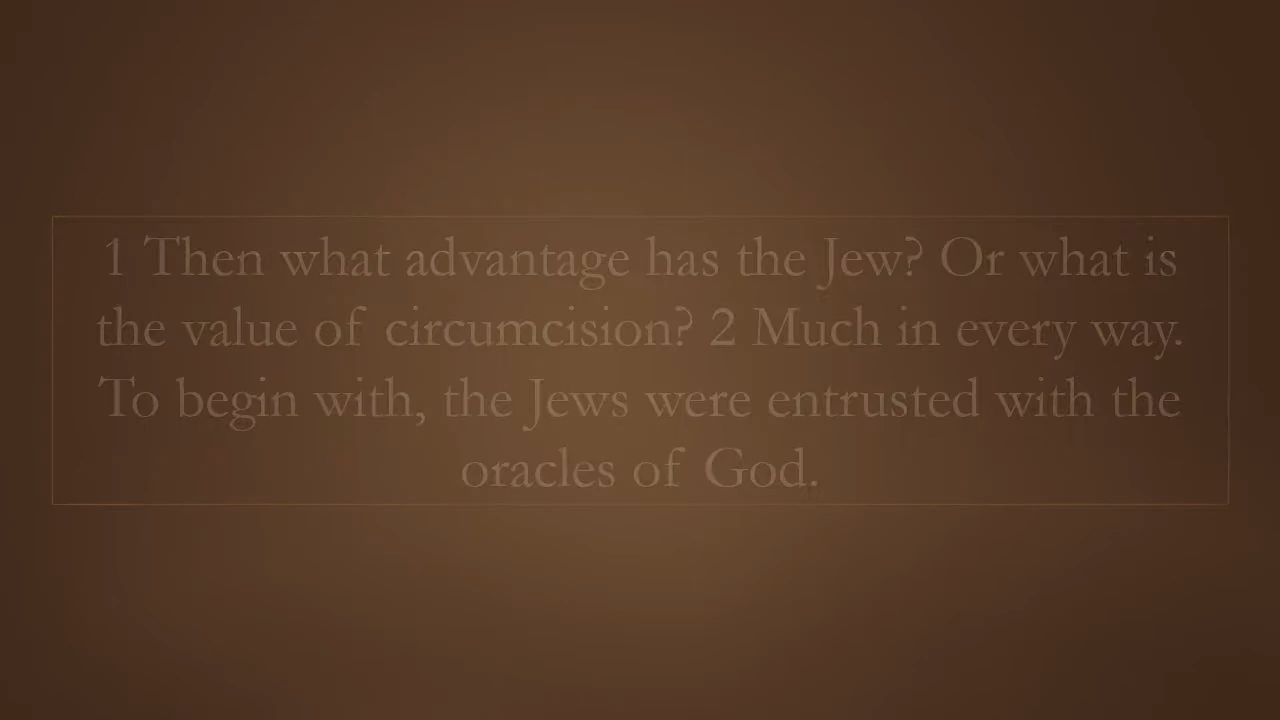 1 Then what advantage has the Jew? Or what is
the value of circumcision? 2 Much in every way.
To begin with, the Jews were entrusted with the
oracles of God.